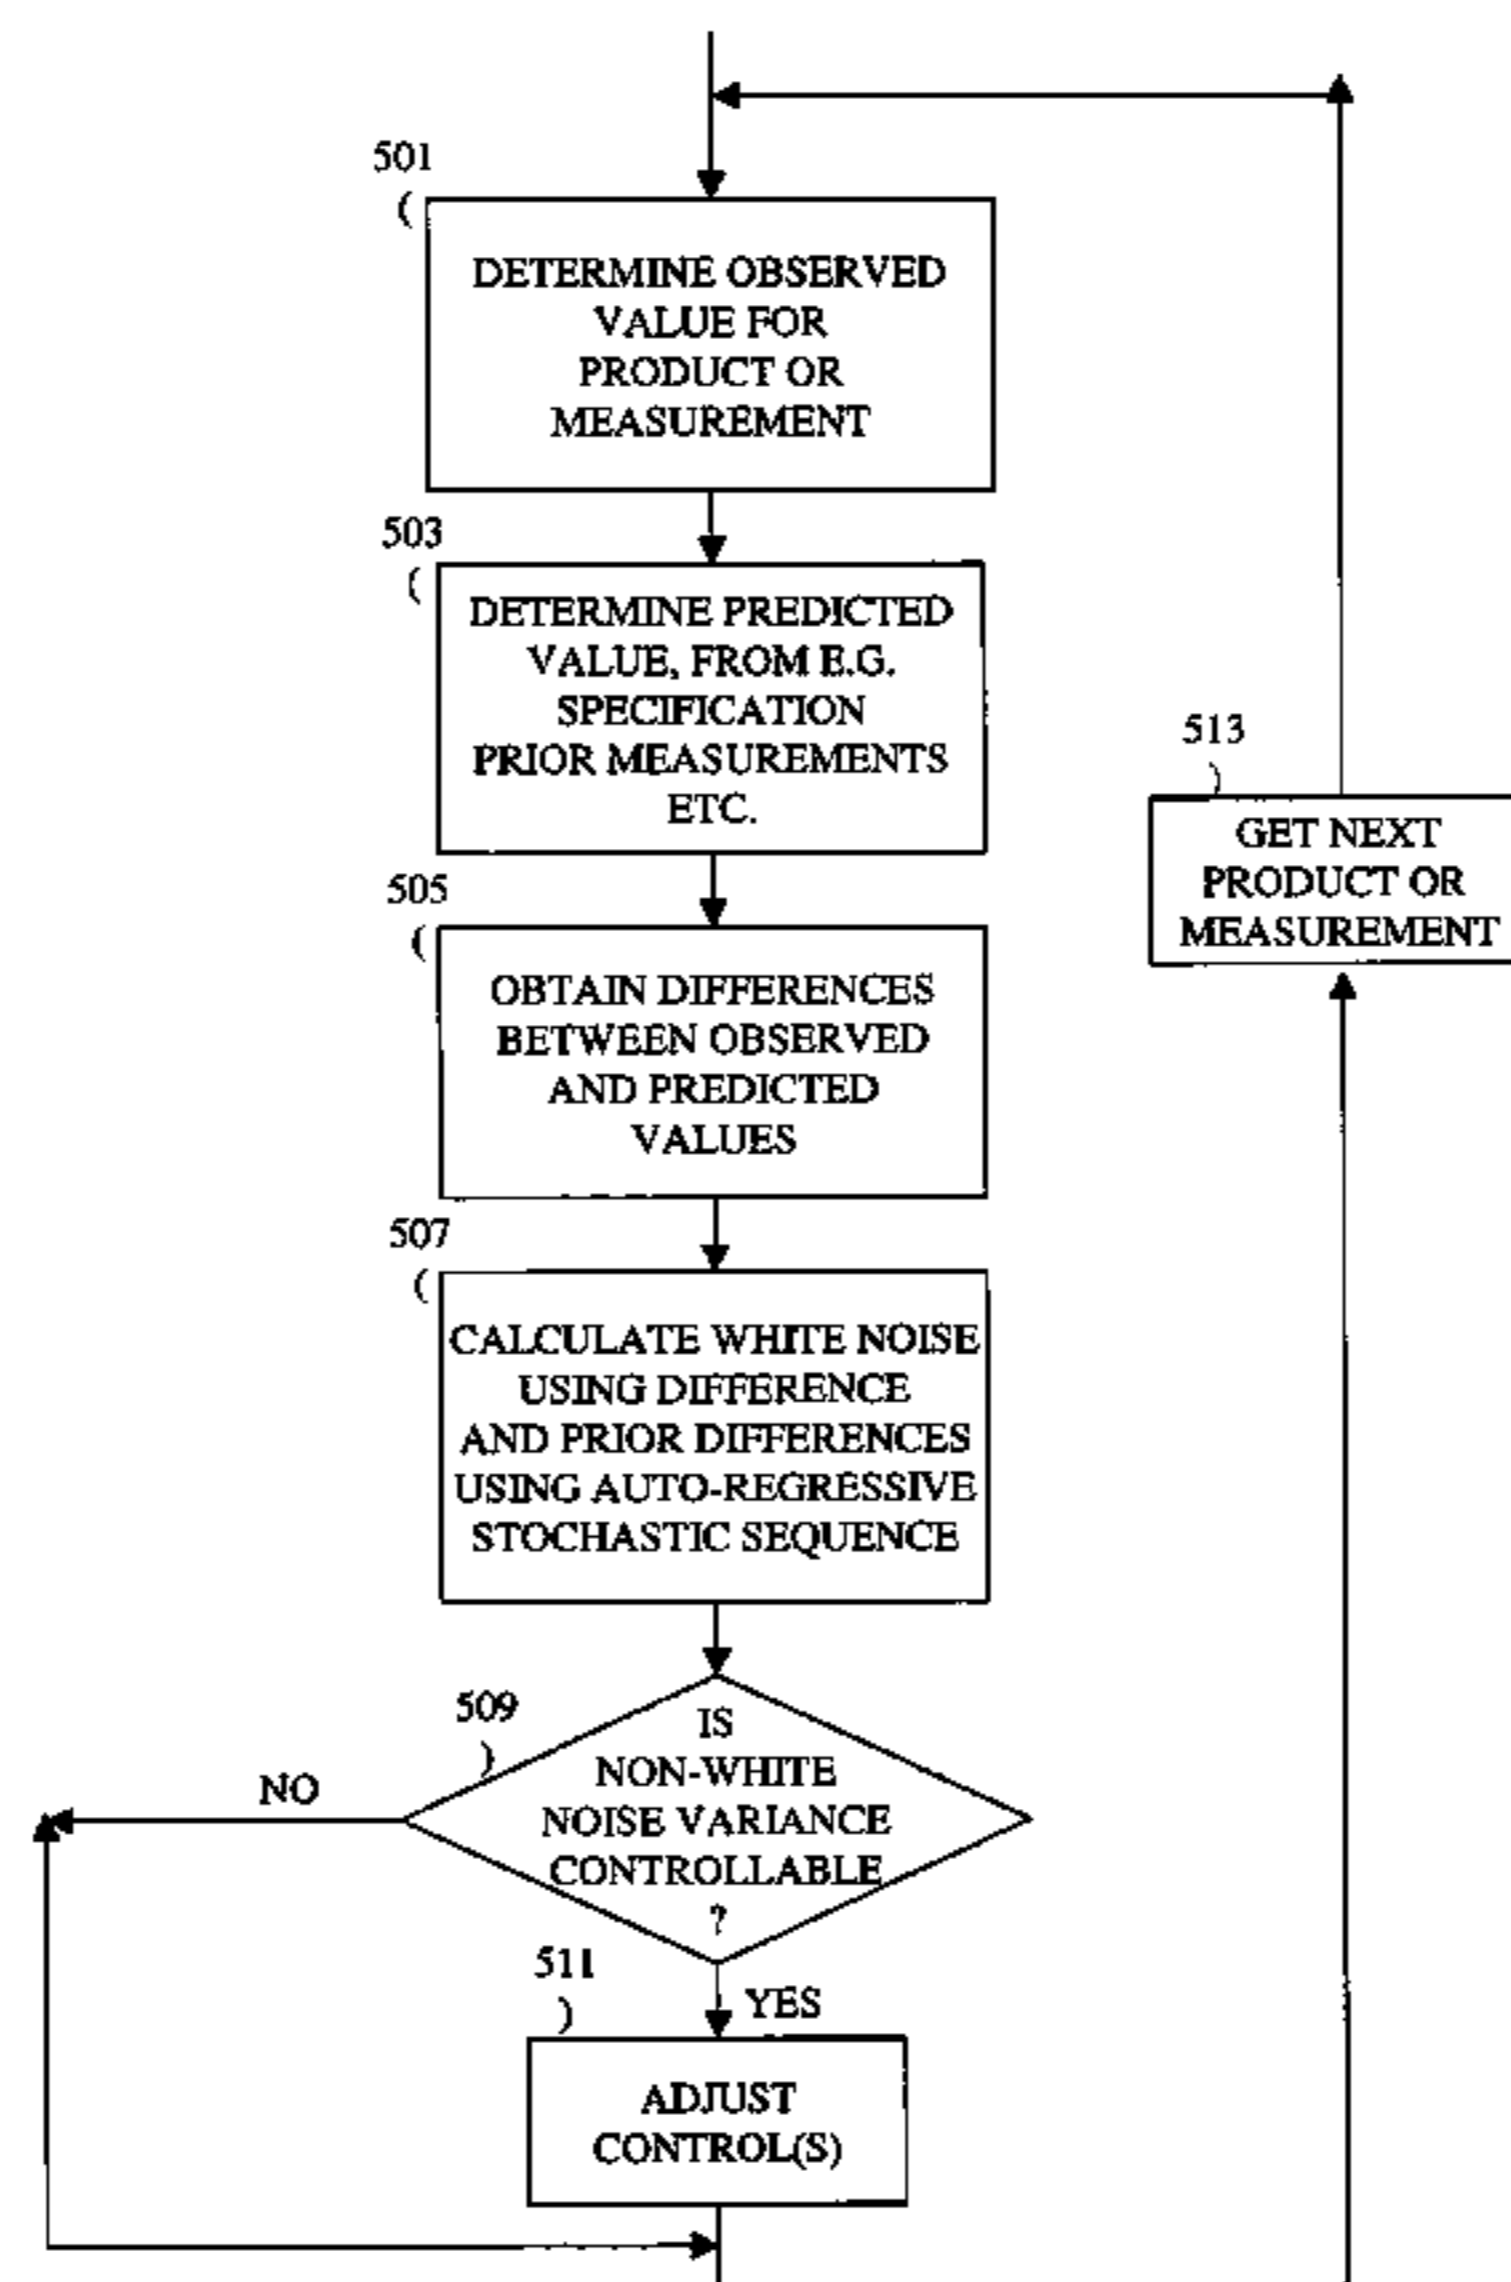 501
DETERMINE OBSERVED
VALUE FOR
PRODUCT OR
MEASUREMENT
503
DETERMINE PREDICTED
VALUE, FROM E.G.
SPECIFICATION
PRIOR MEASUREMENTS
ETC.
513
GET NEXT
PRODUCT OR
MEASUREMENT
505
OBTAIN DIFFERENCES
BETWEEN OBSERVED
AND PREDICTED
VALUES
507
CALCULATE WHITE NOISE
USING DIFFERENCE
AND PRIOR DIFFERENCES
USING AUTO-REGRESSIVE
STOCHASTIC SEQUENCE
509
IS
NON-WHITE
NOISE VARIANCE
CONTROLLABLE
?
NO
511
YES
ADJUST
CONTROL(S)